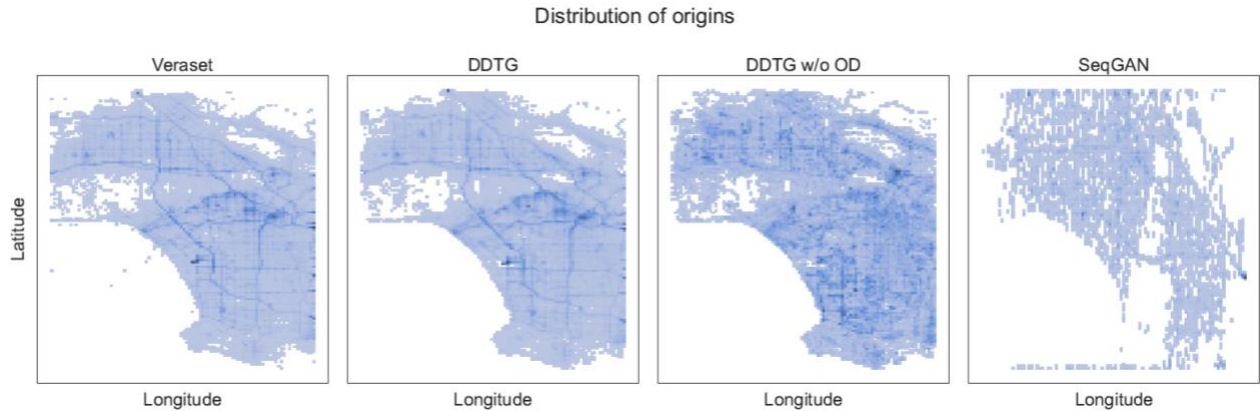 Distribution of origins
Veraset
DDTG
DDTG w/o OD
SeqGAN
Latitude
Longitude
Longitude
Longitude
Longitude